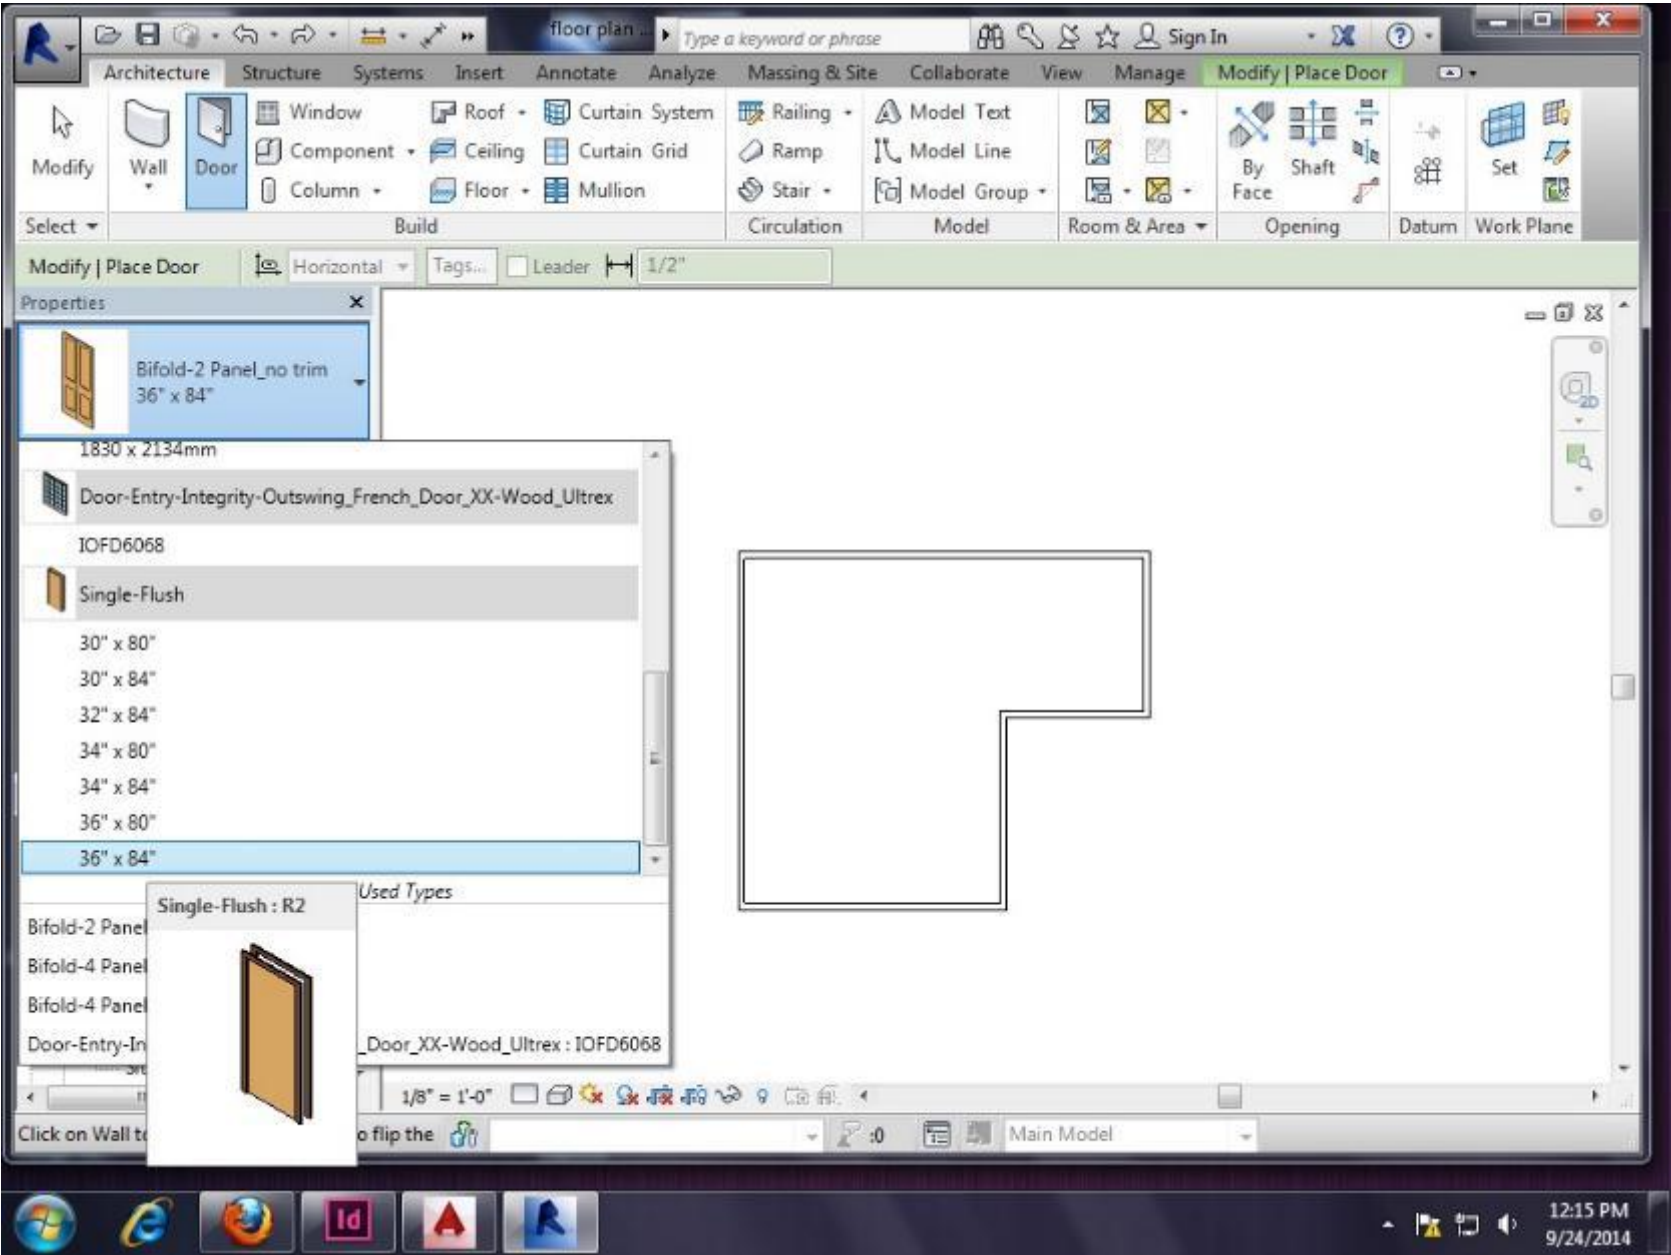 floor plan ...
Type a keyword or phrase
Sign In
Architecture Structure Systems Insert Annotate Analyze Massing & Site Collaborate View Manage Modify | Place Door
Modify
Wall
Door
Window
Component
Column
Roof
Ceiling
Floor
Curtain System
Curtain Grid
Mullion
Railing
Ramp
Stair
Model Text
Model Line
Model Group
By
Face
Shaft
Set
Select Build Circulation Model Room & Area Opening Datum Work Plane
Modify | Place Door Horizontal Tags... Leader 1/2"
Properties
Bifold-2 Panel_no trim
36" x 84"
2D
1830 x 2134mm
Door-Entry-Integrity-Outswing_French_Door_XX-Wood_Ultrex
IOFD6068
Single-Flush
30" x 80"
30" x 84"
32" x 84"
34" x 80"
34" x 84"
36" x 80"
36" x 84"
Used Types
Single-Flush : R2
Bifold-2 Panel
Bifold-4 Panel
Bifold-4 Panel
Door-Entry-In _Door_XX-Wood_Ultrex : IOFD6068
1/8" = 1'-0"
Click on Wall to o flip the :0 Main Model
Id
12:15 PM
9/24/2014